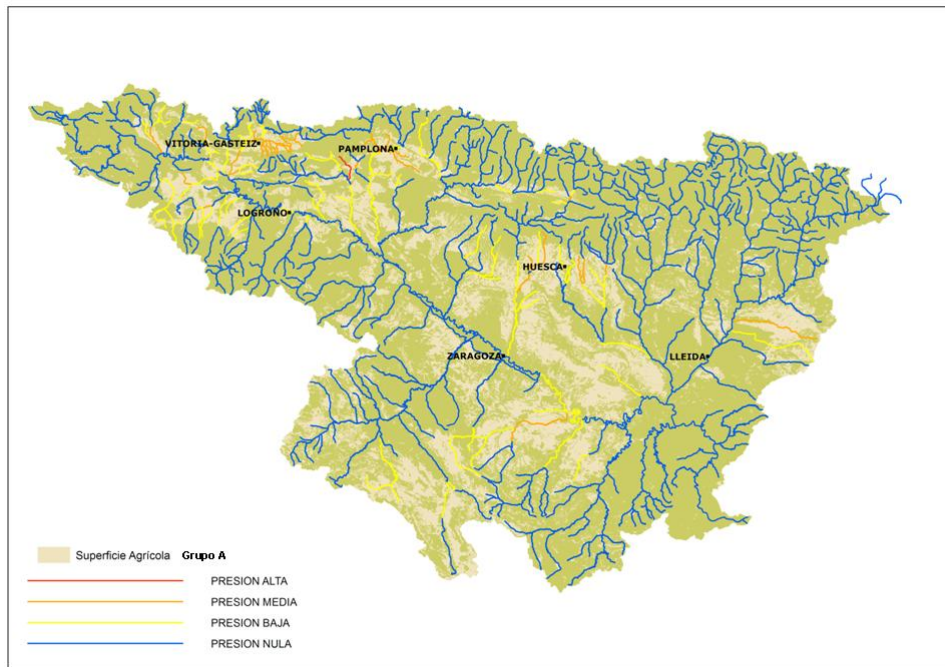 VITORIA-GASTEIZ
PAMPLONA
LOGROÑO
HUESCA
ZARAGOZA
LLEIDA
Superficie Agrícola Grupo A
PRESION ALTA
PRESION MEDIA
PRESION BAJA
PRESION NULA